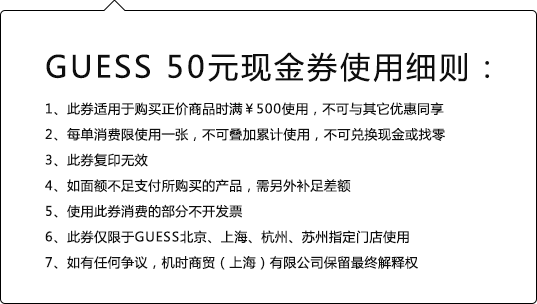 GUESS 50元现金券使用细则：
1、此券适用于购买正价商品时满￥500使用，不可与其它优惠同享
2、每单消费限使用一张，不可叠加累计使用，不可兑换现金或找零
3、此券复印无效
4、如面额不足支付所购买的产品，需另外补足差额
5、使用此券消费的部分不开发票
6、此券仅限于GUESS北京、上海、杭州、苏州指定门店使用
7、如有任何争议，机时商贸（上海）有限公司保留最终解释权